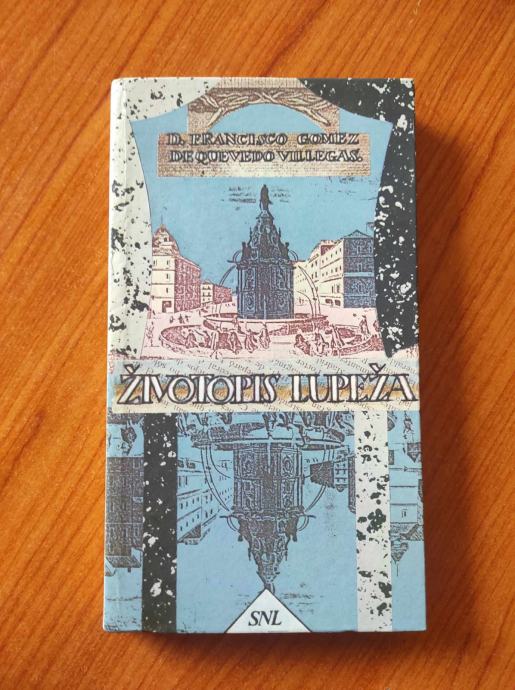 D. FRANCISCO GOMEZ
DE QUEVEDO VILLEGAS.
ŽIVOTOPIS LUPEŽA
SNL